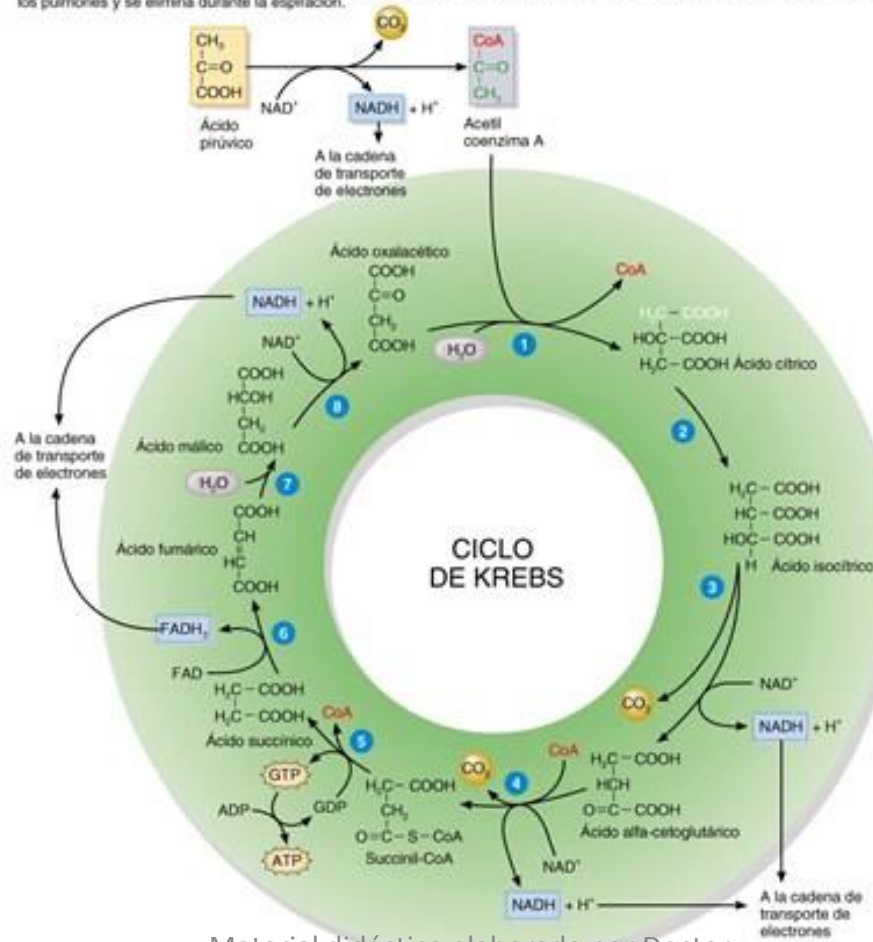 los pulmones y se elimina durante la espiración.
CH₃
C=O
COOH
Ácido
pirúvico
NAD⁺
CO₂
NADH + H⁺
A la cadena
de transporte
de electrones
CoA
C=O
CH₃
Acetil
coenzima A
Ácido oxalacético
COOH
C=O
CH₂
COOH
H₂O
1
CoA
H₂C – COOH
HOC – COOH
H₂C – COOH Ácido cítrico
2
H₂C – COOH
HC – COOH
HOC – COOH
H Ácido isocítrico
3
CO₂
NAD⁺
NADH + H⁺
H₂C – COOH
HCH
O=C – COOH
Ácido alfa-cetoglutárico
CoA
4
CO₂
NAD⁺
NADH + H⁺
A la cadena de
transporte de
electrones
H₂C – COOH
CH₂
O=C – S – CoA
Succinil-CoA
5
CoA
GTP
GDP
ADP
ATP
H₂C – COOH
H₂C – COOH
Ácido succínico
6
FAD
FADH₂
COOH
CH
HC
COOH
Ácido fumárico
7
H₂O
COOH
HCOH
CH₂
COOH
Ácido málico
8
NAD⁺
NADH + H⁺
A la cadena
de transporte
de electrones
CICLO
DE KREBS
Material didáctico elaborado por Doctor